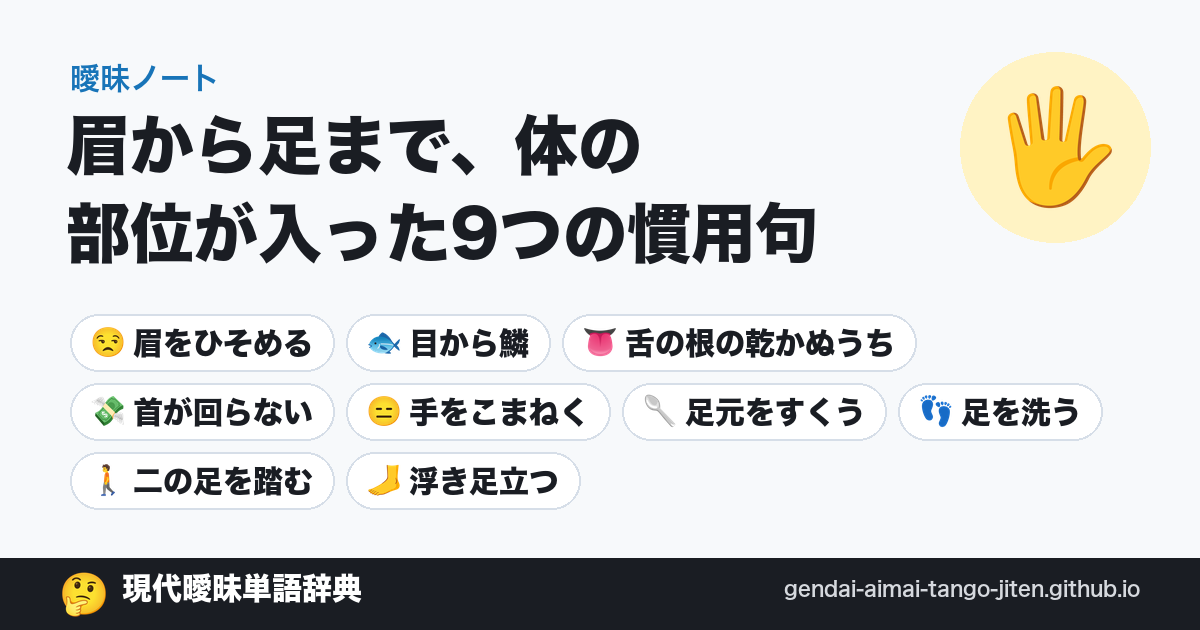 曖昧ノート
眉から足まで、体の
部位が入った9つの慣用句
😒 眉をひそめる 🐟 目から鱗 👅 舌の根の乾かぬうち
💸 首が回らない 😑 手をこまねく 🥄 足元をすくう 👣 足を洗う
🚶 二の足を踏む 🦶 浮き足立つ
現代曖昧単語辞典 gendai-aimai-tango-jiten.github.io